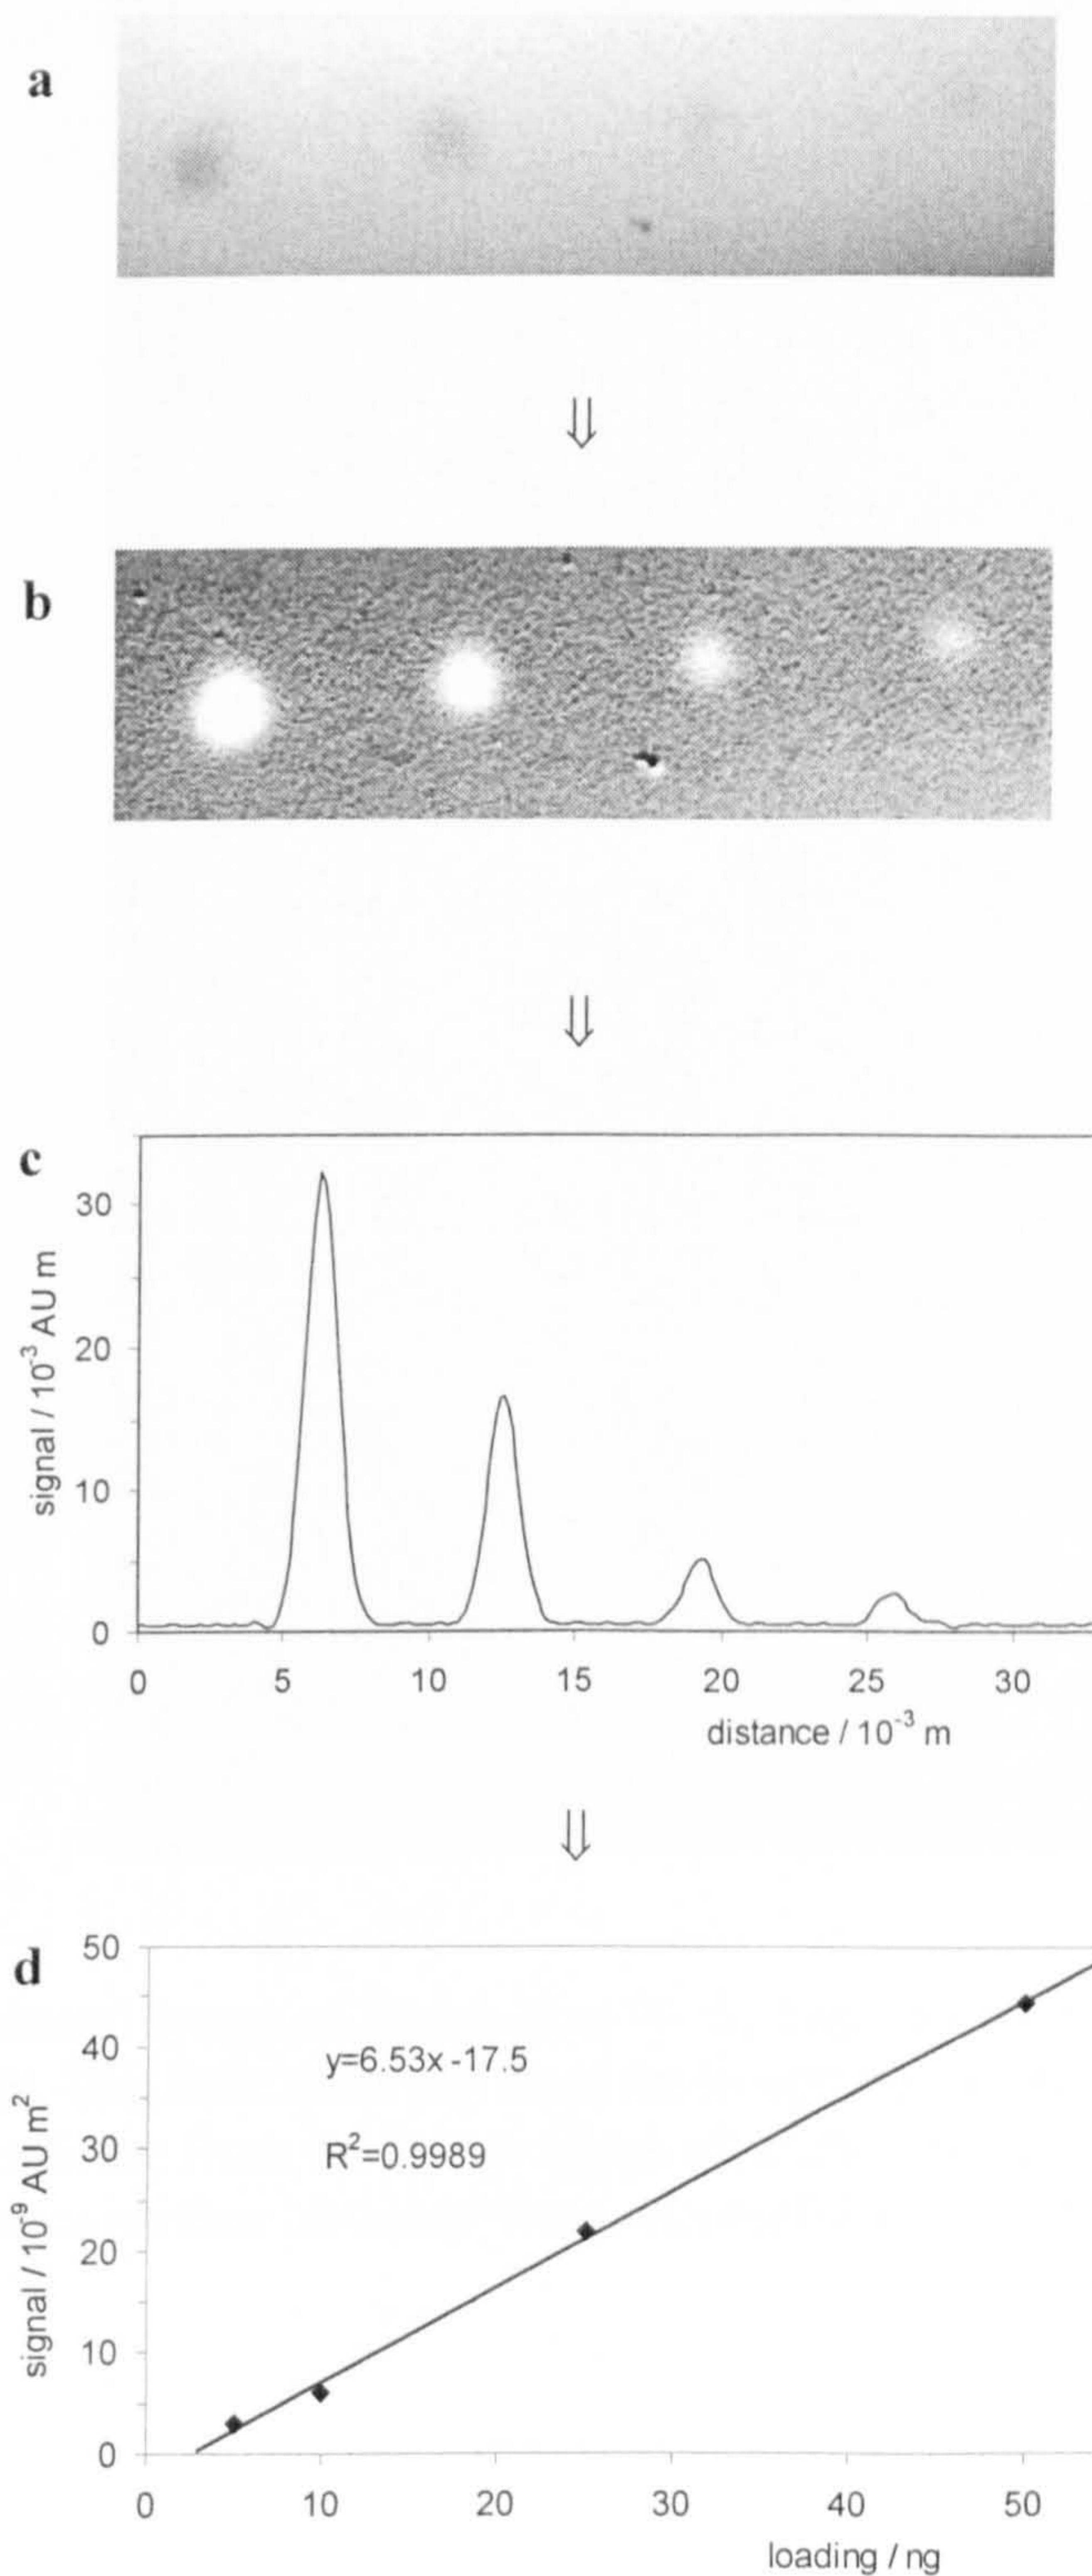 a
⇓
b
⇓
c
30
20
10
0
signal / 10⁻³ AU m
0 5 10 15 20 25 30
distance / 10⁻³ m
⇓
d
50
40
30
20
10
0
signal / 10⁻⁹ AU m²
y=6.53x -17.5
R²=0.9989
0 10 20 30 40 50
loading / ng